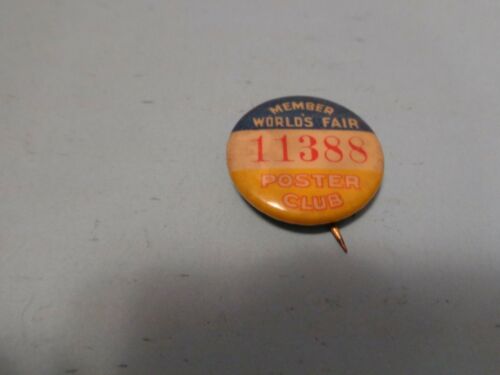 MEMBER
WORLD'S FAIR
11388
POSTER
CLUB